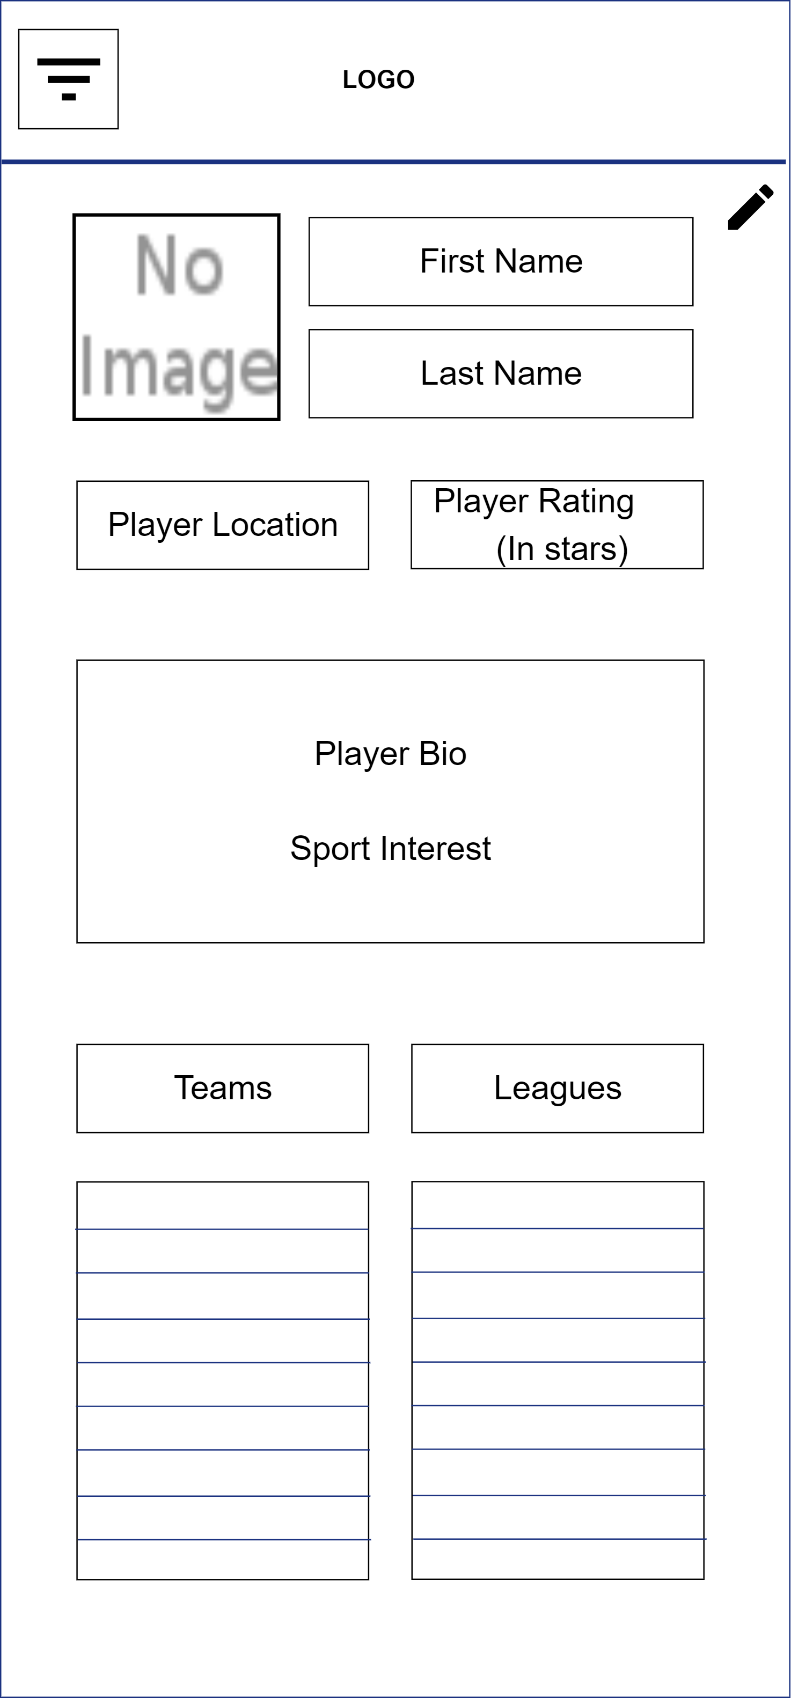 LOGO
No
Image
First Name
Last Name
Player Location
Player Rating
(In stars)
Player Bio
Sport Interest
Teams
Leagues